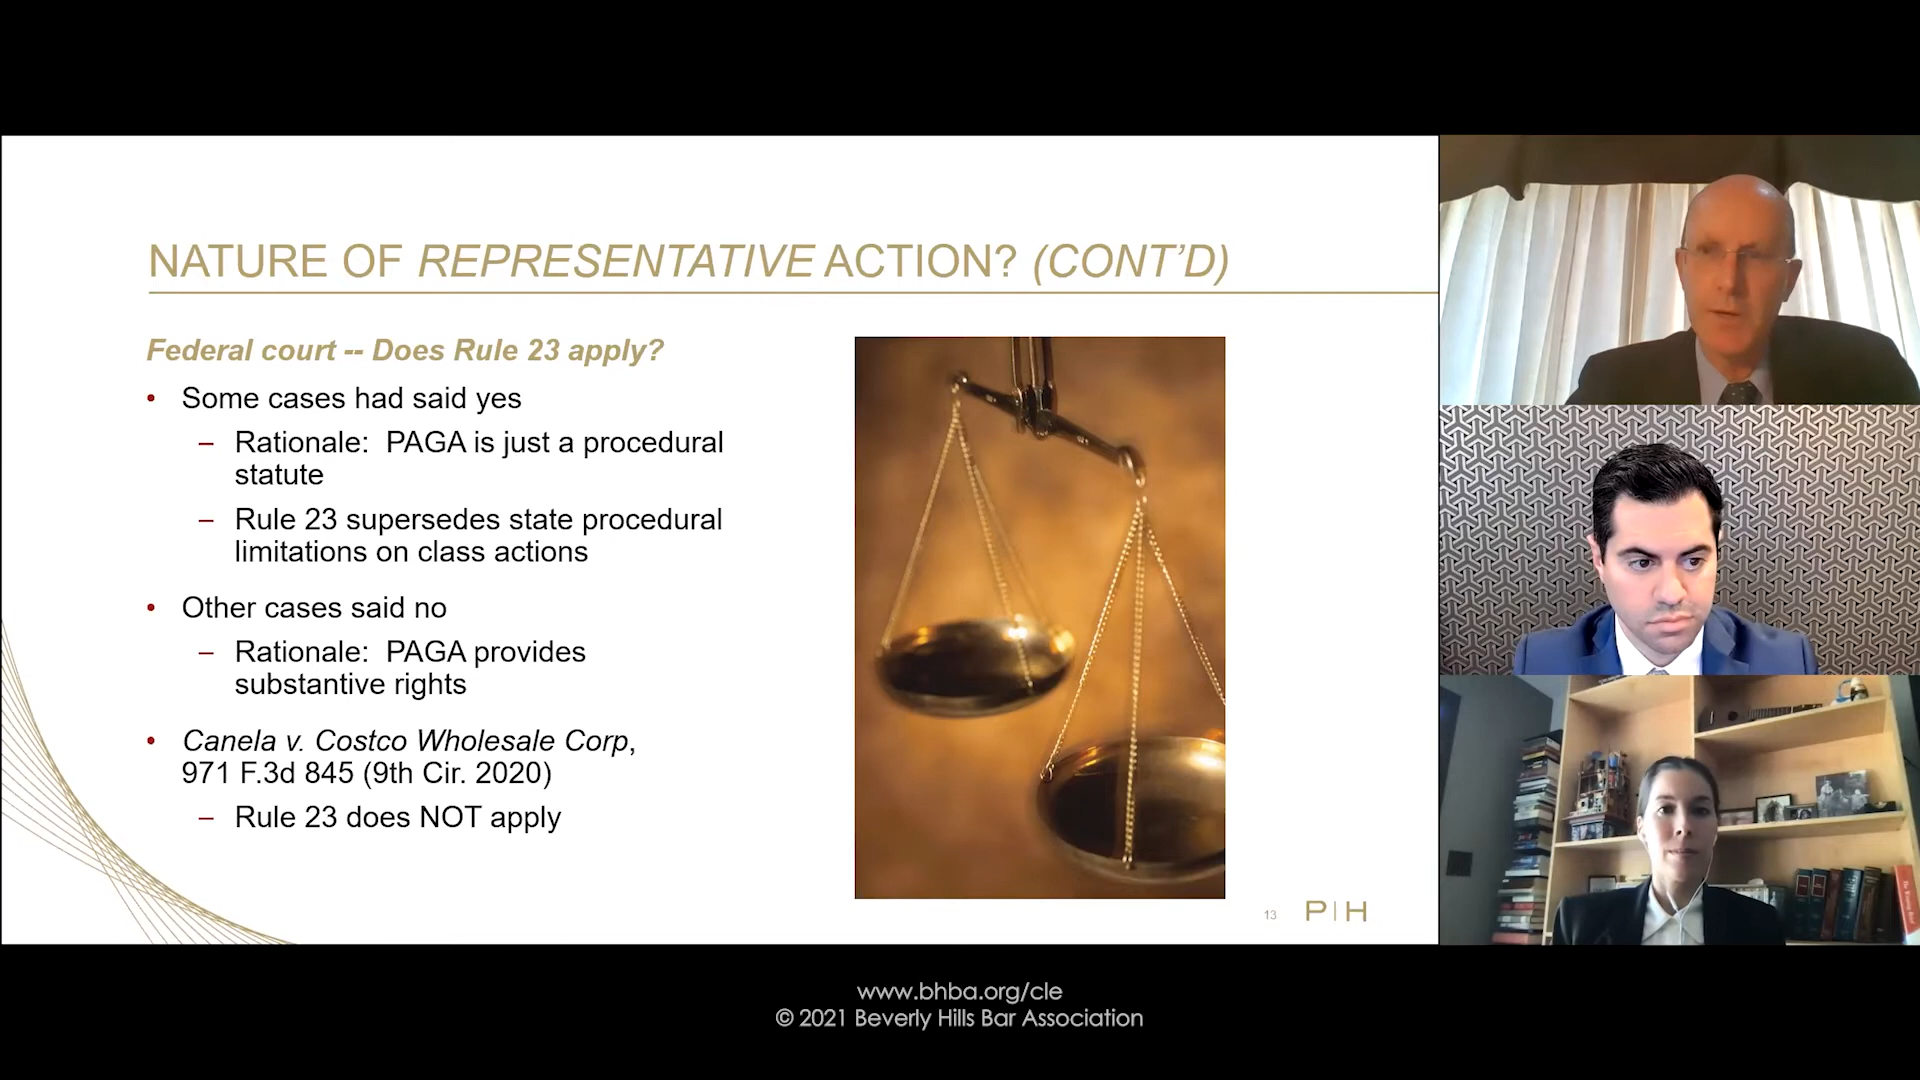 NATURE OF REPRESENTATIVE ACTION? (CONT’D)
Federal court -- Does Rule 23 apply?
• Some cases had said yes
– Rationale: PAGA is just a procedural
statute
– Rule 23 supersedes state procedural
limitations on class actions
• Other cases said no
– Rationale: PAGA provides
substantive rights
• Canela v. Costco Wholesale Corp,
971 F.3d 845 (9th Cir. 2020)
– Rule 23 does NOT apply
13
P|H
www.bhba.org/cle
© 2021 Beverly Hills Bar Association